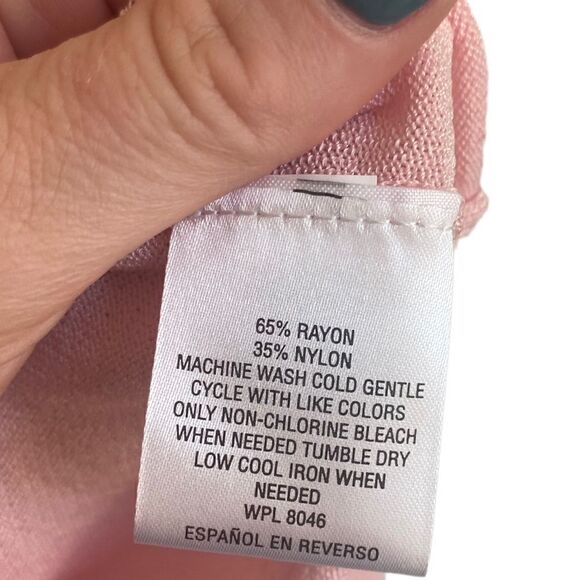 65% RAYON
35% NYLON
MACHINE WASH COLD GENTLE
CYCLE WITH LIKE COLORS
ONLY NON-CHLORINE BLEACH
WHEN NEEDED TUMBLE DRY
LOW COOL IRON WHEN
NEEDED
WPL 8046
ESPAÑOL EN REVERSO